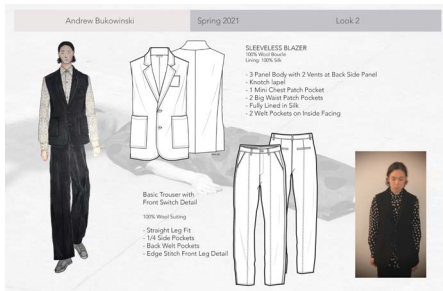 Andrew Bukowinski
Spring 2021
Look 2
SLEEVELESS BLAZER
100% Wool Boucle
Lining: 100% Silk
- 3 Panel Body with 2 Vents at Back Side Panel
- Knotch lapel
- 1 Mini Chest Patch Pocket
- 2 Big Waist Patch Pockets
- Fully Lined in Silk
- 2 Welt Pockets on Inside Facing
Basic Trouser with
Front Switch Detail
100% Wool Suiting
- Straight Leg Fit
- 1/4 Side Pockets
- Back Welt Pockets
- Edge Stitch Front Leg Detail